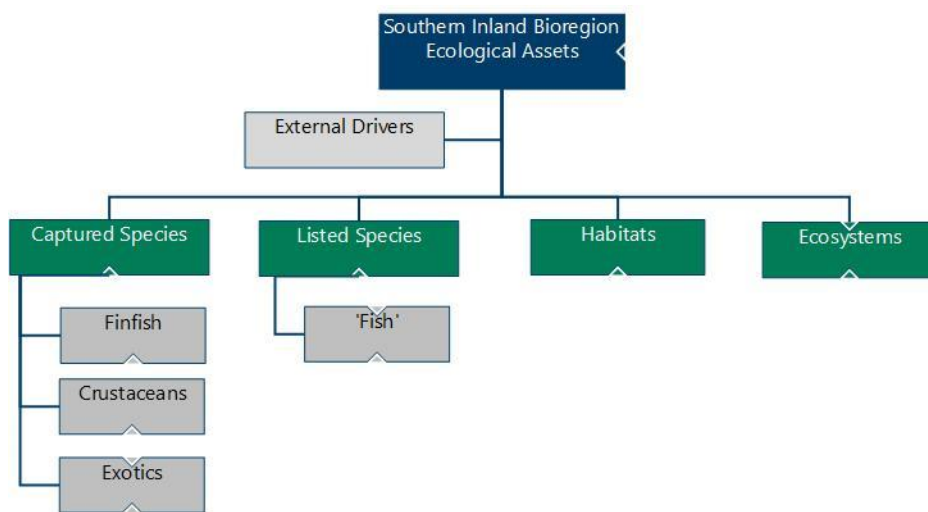 Southern Inland Bioregion
Ecological Assets
External Drivers
Captured Species
Listed Species
Habitats
Ecosystems
Finfish
'Fish'
Crustaceans
Exotics